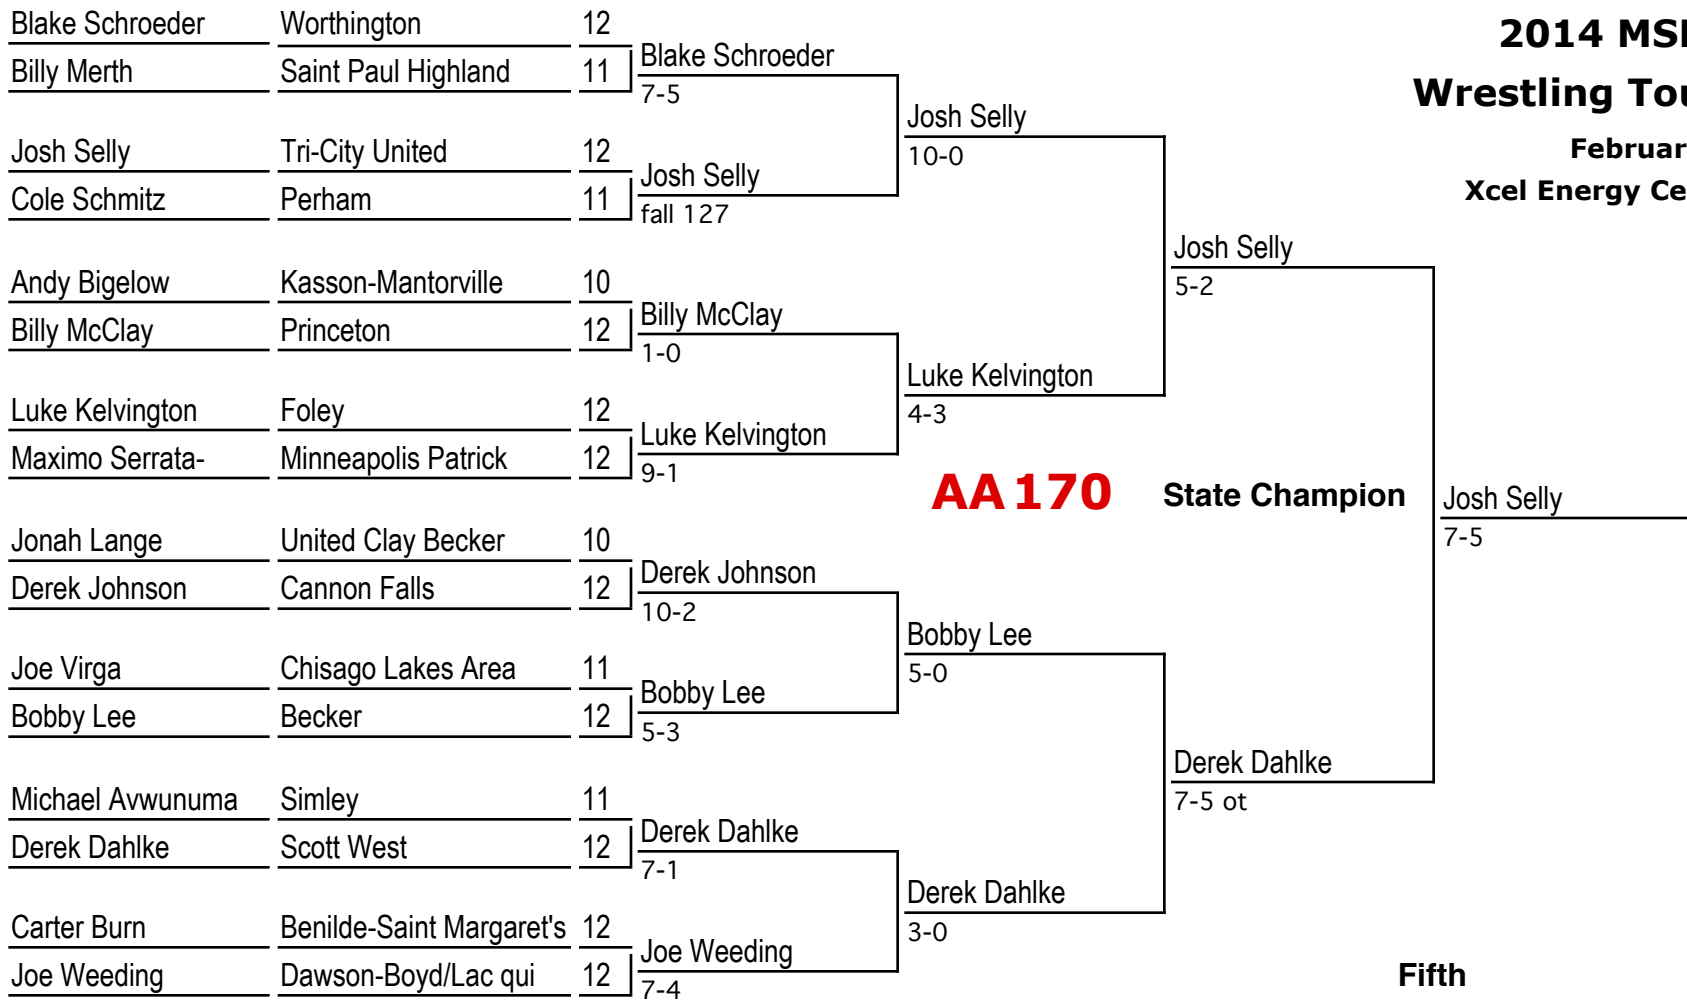 Blake Schroeder Worthington 12
Billy Merth Saint Paul Highland 11
Blake Schroeder
7-5
Josh Selly Tri-City United 12
Cole Schmitz Perham 11
Josh Selly
fall 127
Josh Selly
10-0
Andy Bigelow Kasson-Mantorville 10
Billy McClay Princeton 12
Billy McClay
1-0
Luke Kelvington Foley 12
Maximo Serrata- Minneapolis Patrick 12
Luke Kelvington
9-1
Luke Kelvington
4-3
Josh Selly
5-2
Jonah Lange United Clay Becker 10
Derek Johnson Cannon Falls 12
Derek Johnson
10-2
Joe Virga Chisago Lakes Area 11
Bobby Lee Becker 12
Bobby Lee
5-3
Bobby Lee
5-0
Michael Avwunuma Simley 11
Derek Dahlke Scott West 12
Derek Dahlke
7-1
Carter Burn Benilde-Saint Margaret's 12
Joe Weeding Dawson-Boyd/Lac qui 12
Joe Weeding
7-4
Derek Dahlke
3-0
Derek Dahlke
7-5 ot
AA 170 State Champion
Josh Selly
7-5
2014
Wrestling
Xcel Energy
Fifth